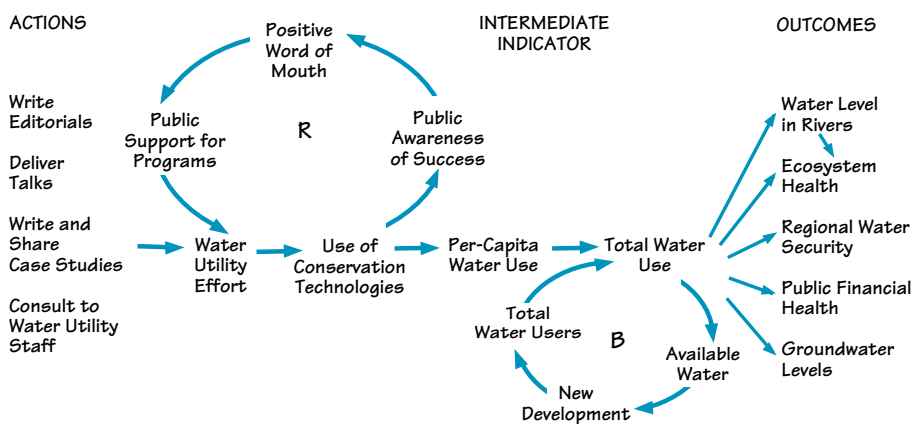 ACTIONS
INTERMEDIATE
INDICATOR
OUTCOMES
Write
Editorials
Deliver
Talks
Write and
Share
Case Studies
Consult to
Water Utility
Staff
Positive
Word of
Mouth
Public
Support for
Programs
R
Public
Awareness
of Success
Water
Utility
Effort
Use of
Conservation
Technologies
Per-Capita
Water Use
Total Water
Use
Total
Water Users
B
Available
Water
New
Development
Water Level
in Rivers
Ecosystem
Health
Regional Water
Security
Public Financial
Health
Groundwater
Levels